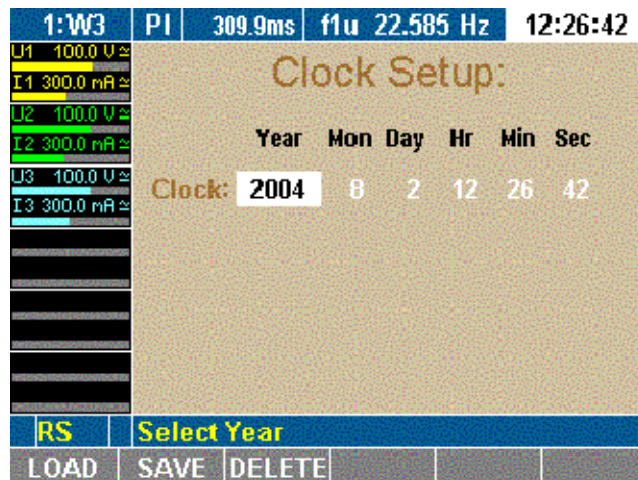 1:W3 PI 309.9ms f1u 22.585 Hz 12:26:42
U1 100.0 V ≃
I1 300.0 mA ≃
U2 100.0 V ≃
I2 300.0 mA ≃
U3 100.0 V ≃
I3 300.0 mA ≃
Clock Setup:
Year Mon Day Hr Min Sec
Clock: 2004 8 2 12 26 42
RS Select Year
LOAD SAVE DELETE